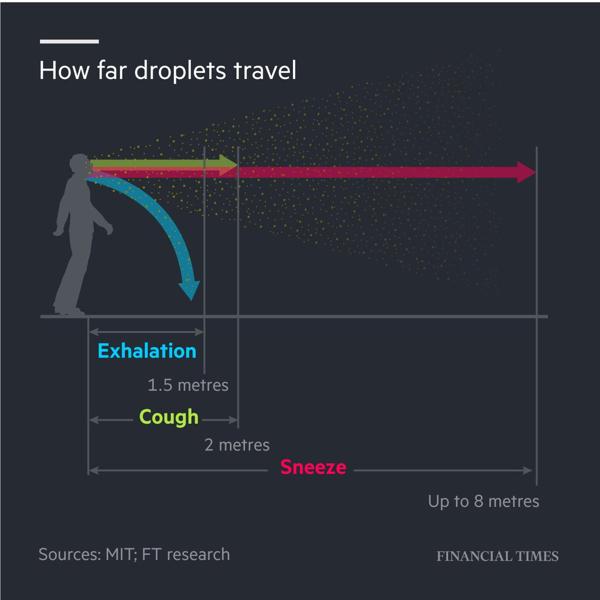 How far droplets travel
Exhalation
1.5 metres
Cough
2 metres
Sneeze
Up to 8 metres
Sources: MIT; FT research
FINANCIAL TIMES